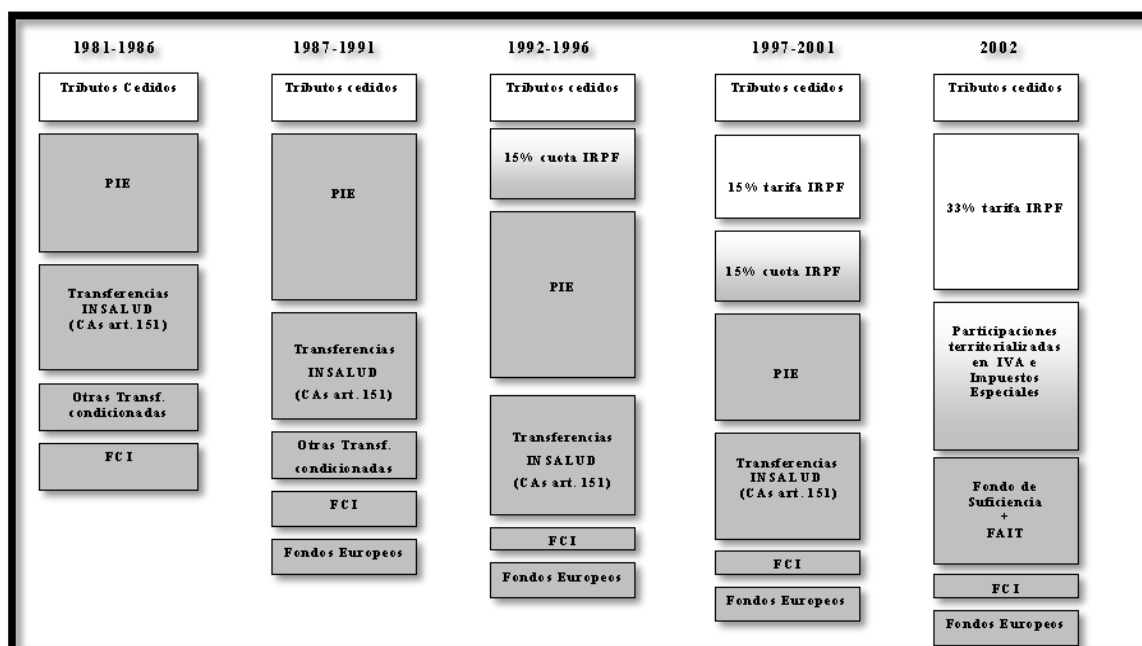 1981-1986
Tributos Cedidos
PIE
Transferencias
INSALUD
(CAs art.151)
Otras Transf.
condicionadas
FCI
1987-1991
Tributos cedidos
PIE
Transferencias
INSALUD
(CAs art.151)
Otras Transf.
condicionadas
FCI
Fondos Europeos
1992-1996
Tributos cedidos
15% cuota IRPF
PIE
Transferencias
INSALUD
(CAs art.151)
FCI
Fondos Europeos
1997-2001
Tributos cedidos
15% tarifa IRPF
15% cuota IRPF
PIE
Transferencias
INSALUD
(CAs art.151)
FCI
Fondos Europeos
2002
Tributos cedidos
33% tarifa IRPF
Participaciones
territorializadas
en IVA e
Impuestos
Especiales
Fondo de
Suficiencia
+
FAIT
FCI
Fondos Europeos